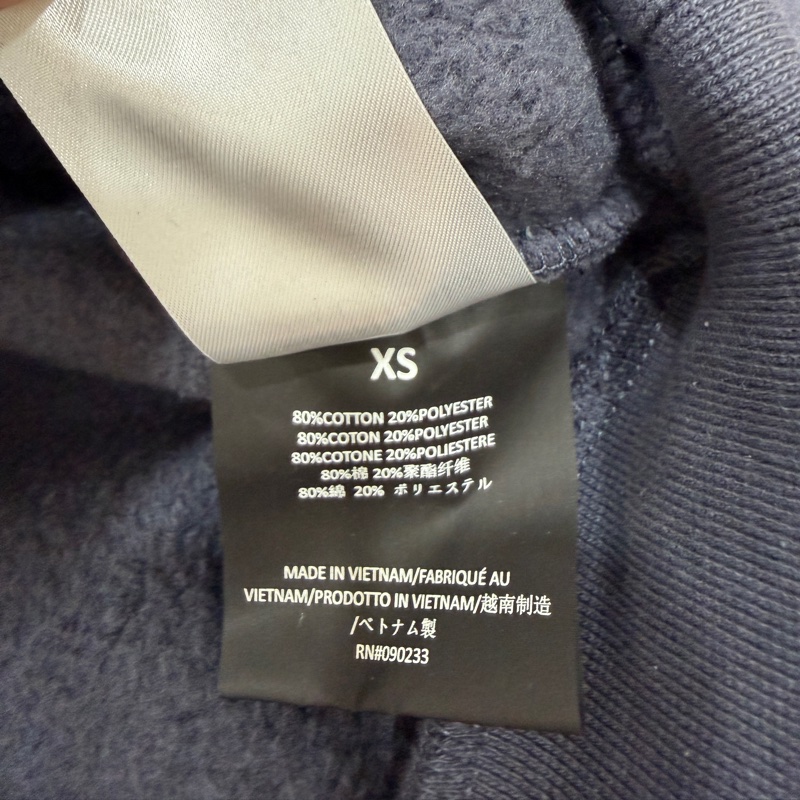 XS
80%COTTON 20%POLYESTER
80%COTON 20%POLYESTER
80%COTONE 20%POLIESTERE
80%棉 20%聚酯纤维
80%綿 20% ポリエステル
MADE IN VIETNAM/FABRIQUÉ AU
VIETNAM/PRODOTTO IN VIETNAM/越南制造
/ベトナム製
RN#090233